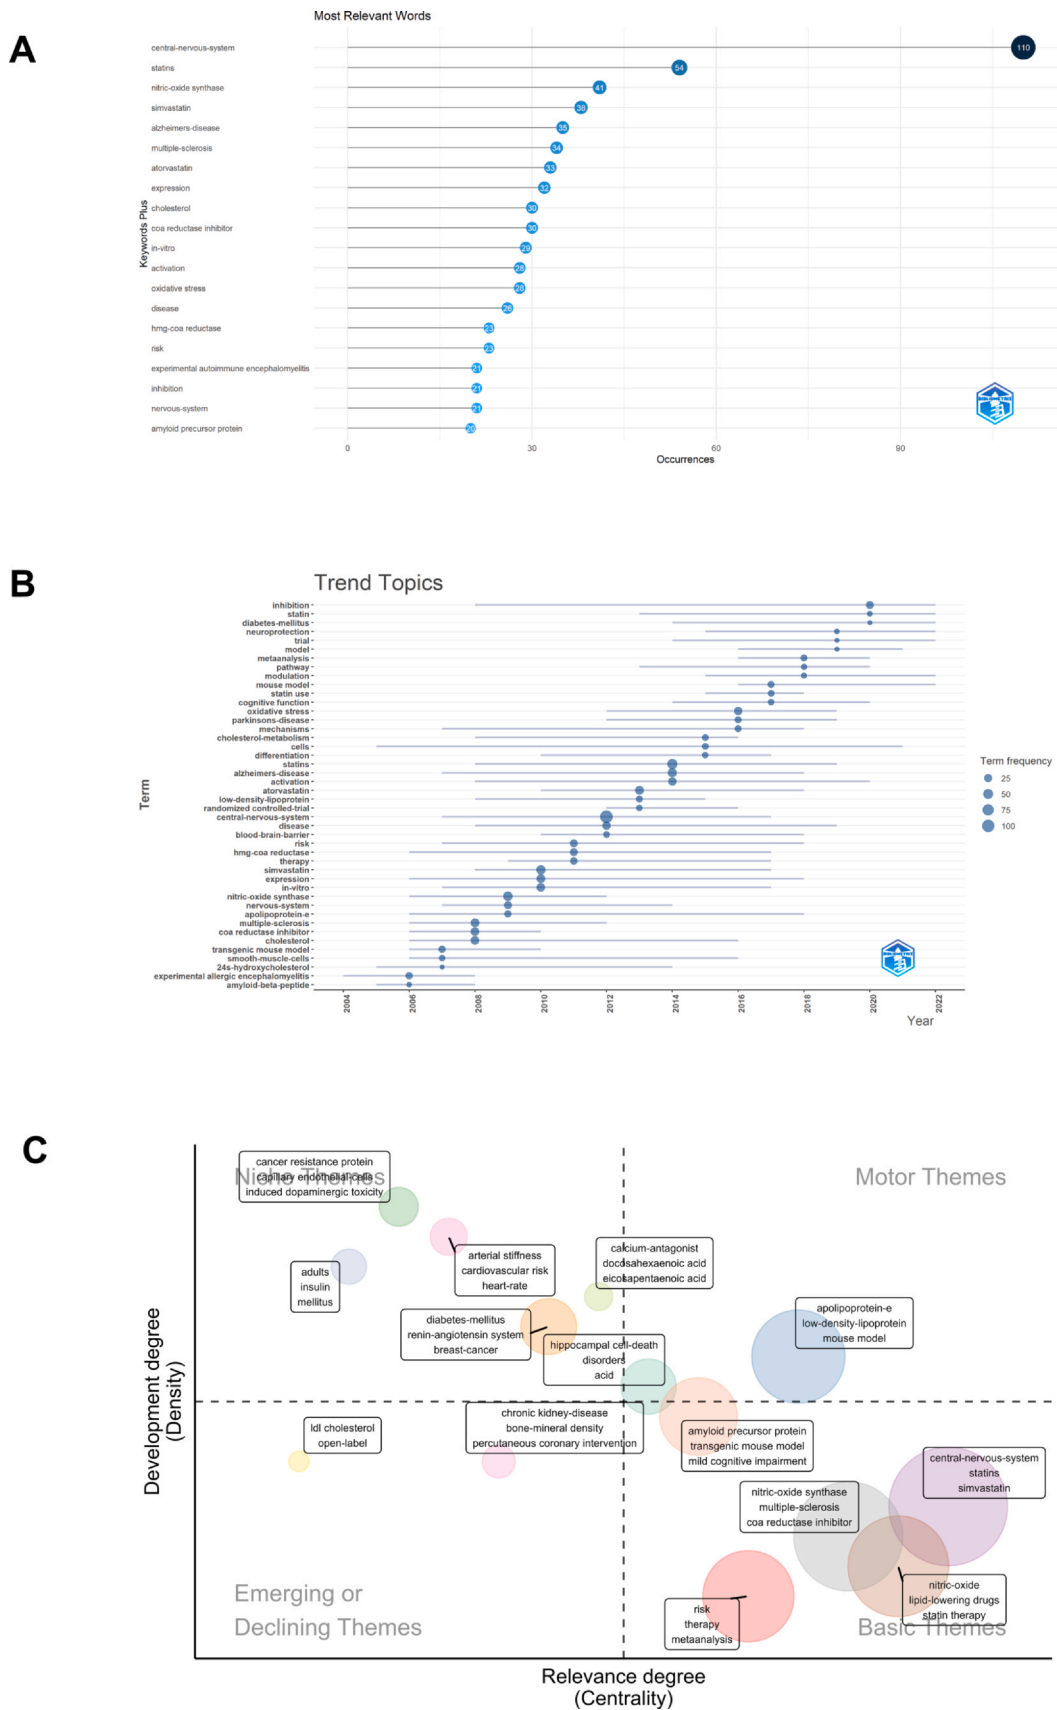 A
Most Relevant Words
Keywords Plus
central-nervous-system 110
statins 54
nitric-oxide synthase 41
simvastatin 38
alzheimers-disease 35
multiple-sclerosis 34
atorvastatin 33
expression 32
cholesterol 30
coa reductase inhibitor 30
in-vitro 29
activation 28
oxidative stress 28
disease 26
hmg-coa reductase 23
risk 23
experimental autoimmune encephalomyelitis 21
inhibition 21
nervous-system 21
amyloid precursor protein 20
0 30 60 90
Occurrences
BIBLIOMETRIX
B
Trend Topics
Term
inhibition
statin
diabetes-mellitus
neuroprotection
trial
model
metaanalysis
pathway
modulation
mouse model
statin use
cognitive function
oxidative stress
parkinsons-disease
mechanisms
cholesterol-metabolism
cells
differentiation
statins
alzheimers-disease
activation
atorvastatin
low-density-lipoprotein
randomized controlled-trial
central-nervous-system
disease
blood-brain-barrier
risk
hmg-coa reductase
therapy
simvastatin
expression
in-vitro
nitric-oxide synthase
nervous-system
apolipoprotein-e
multiple-sclerosis
coa reductase inhibitor
cholesterol
transgenic mouse model
smooth-muscle-cells
24s-hydroxycholesterol
experimental allergic encephalomyelitis
amyloid-beta-peptide
Term frequency
25
50
75
100
BIBLIOMETRIX
2004 2006 2008 2010 2012 2014 2016 2018 2020 2022
Year
C
Development degree
(Density)
Niche Themes
Motor Themes
cancer resistance protein
capillary endothelial-cells
induced dopaminergic toxicity
arterial stiffness
cardiovascular risk
heart-rate
calcium-antagonist
docosahexaenoic acid
eicosapentaenoic acid
adults
insulin
mellitus
diabetes-mellitus
renin-angiotensin system
breast-cancer
apolipoprotein-e
low-density-lipoprotein
mouse model
hippocampal cell-death
disorders
acid
chronic kidney-disease
bone-mineral density
percutaneous coronary intervention
ldl cholesterol
open-label
amyloid precursor protein
transgenic mouse model
mild cognitive impairment
central-nervous-system
statins
simvastatin
nitric-oxide synthase
multiple-sclerosis
coa reductase inhibitor
nitric-oxide
lipid-lowering drugs
statin therapy
risk
therapy
metaanalysis
Emerging or
Declining Themes
Basic Themes
Relevance degree
(Centrality)